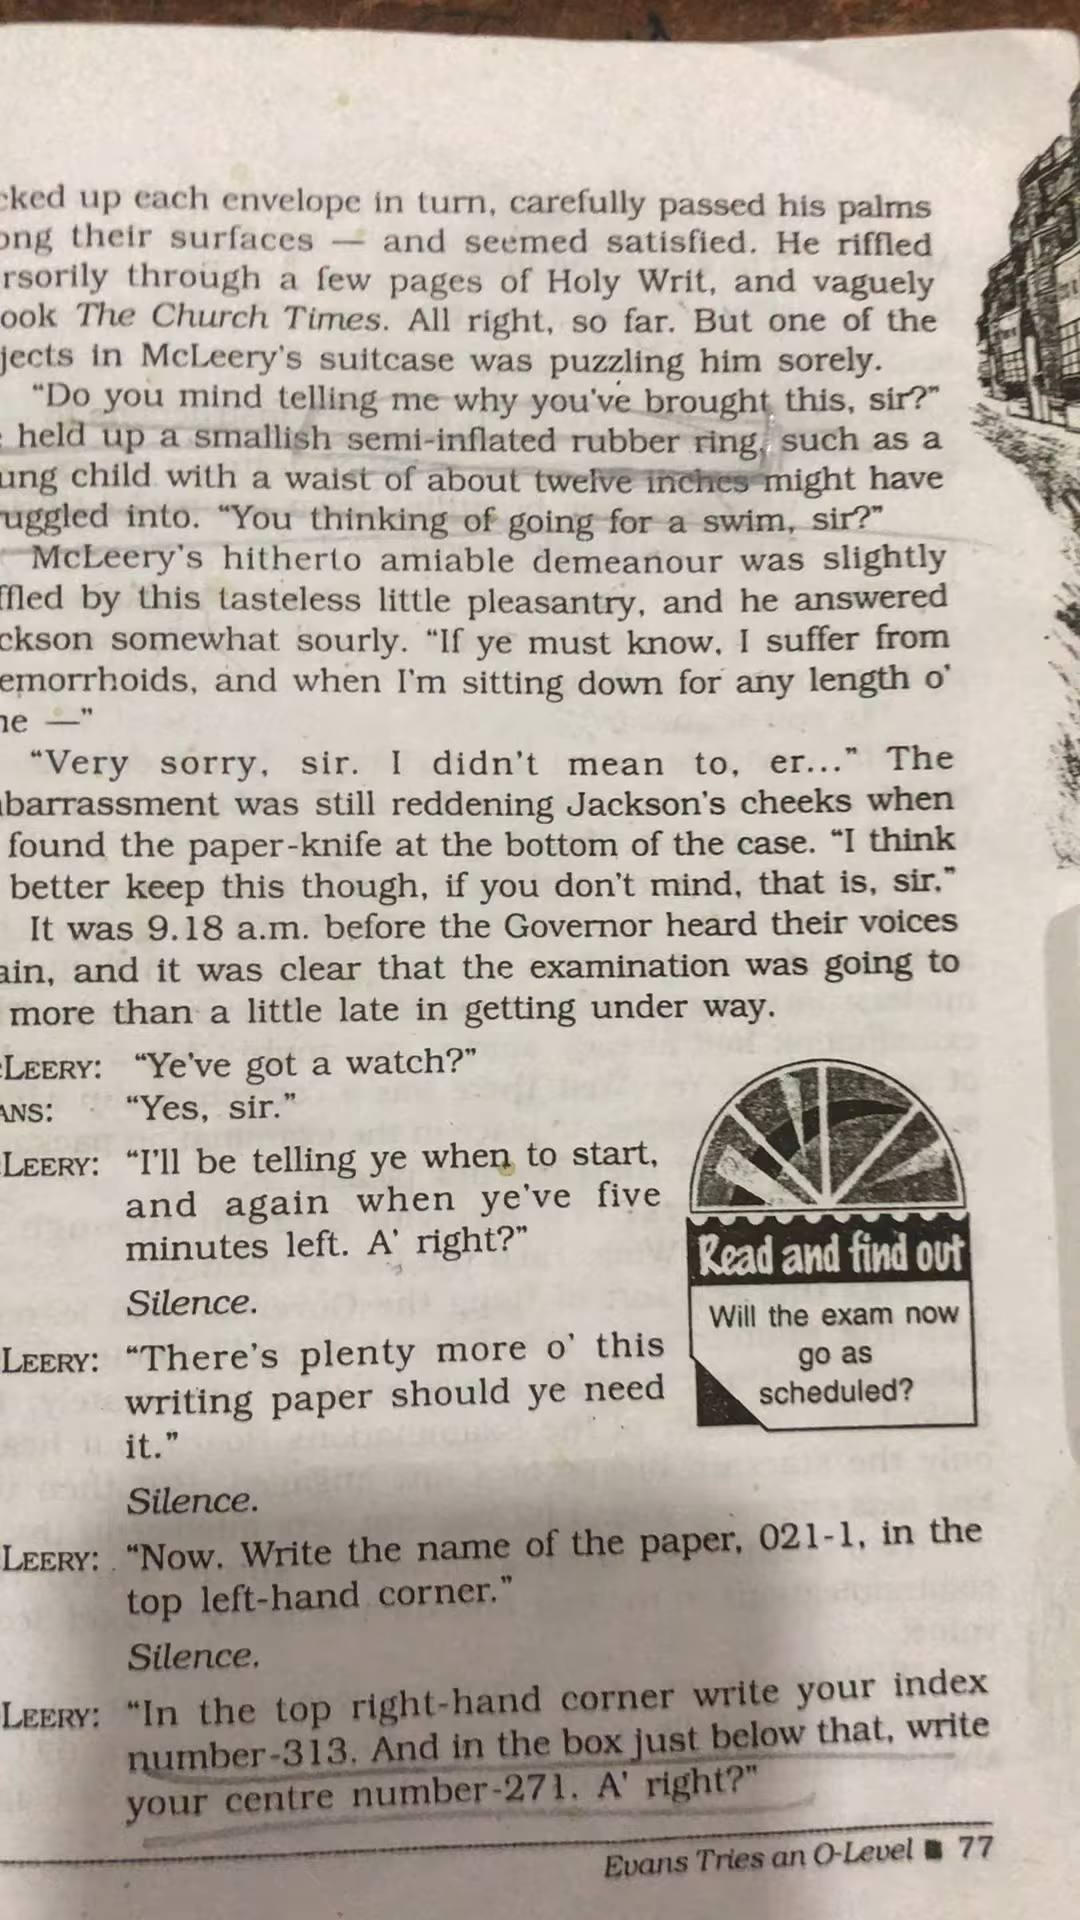 cked up each envelope in turn, carefully passed his palms
ong their surfaces — and seemed satisfied. He riffled
rsorily through a few pages of Holy Writ, and vaguely
ook The Church Times. All right, so far. But one of the
jects in McLeery's suitcase was puzzling him sorely.
"Do you mind telling me why you've brought this, sir?"
held up a smallish semi-inflated rubber ring, such as a
ung child with a waist of about twelve inches might have
uggled into. "You thinking of going for a swim, sir?"
McLeery's hitherto amiable demeanour was slightly
ffled by this tasteless little pleasantry, and he answered
ckson somewhat sourly. "If ye must know, I suffer from
emorrhoids, and when I'm sitting down for any length o'
ne —"
"Very sorry, sir. I didn't mean to, er..." The
barrassment was still reddening Jackson's cheeks when
found the paper-knife at the bottom of the case. "I think
better keep this though, if you don't mind, that is, sir."
It was 9.18 a.m. before the Governor heard their voices
ain, and it was clear that the examination was going to
more than a little late in getting under way.
LEERY: "Ye've got a watch?"
ANS: "Yes, sir."
LEERY: "I'll be telling ye when to start,
and again when ye've five
minutes left. A' right?"
Silence.
LEERY: "There's plenty more o' this
writing paper should ye need
it."
Silence.
LEERY: "Now. Write the name of the paper, 021-1, in the
top left-hand corner."
Silence.
LEERY: "In the top right-hand corner write your index
number-313. And in the box just below that, write
your centre number-271. A' right?"
Read and find out
Will the exam now
go as
scheduled?
Evans Tries an O-Level ■ 77